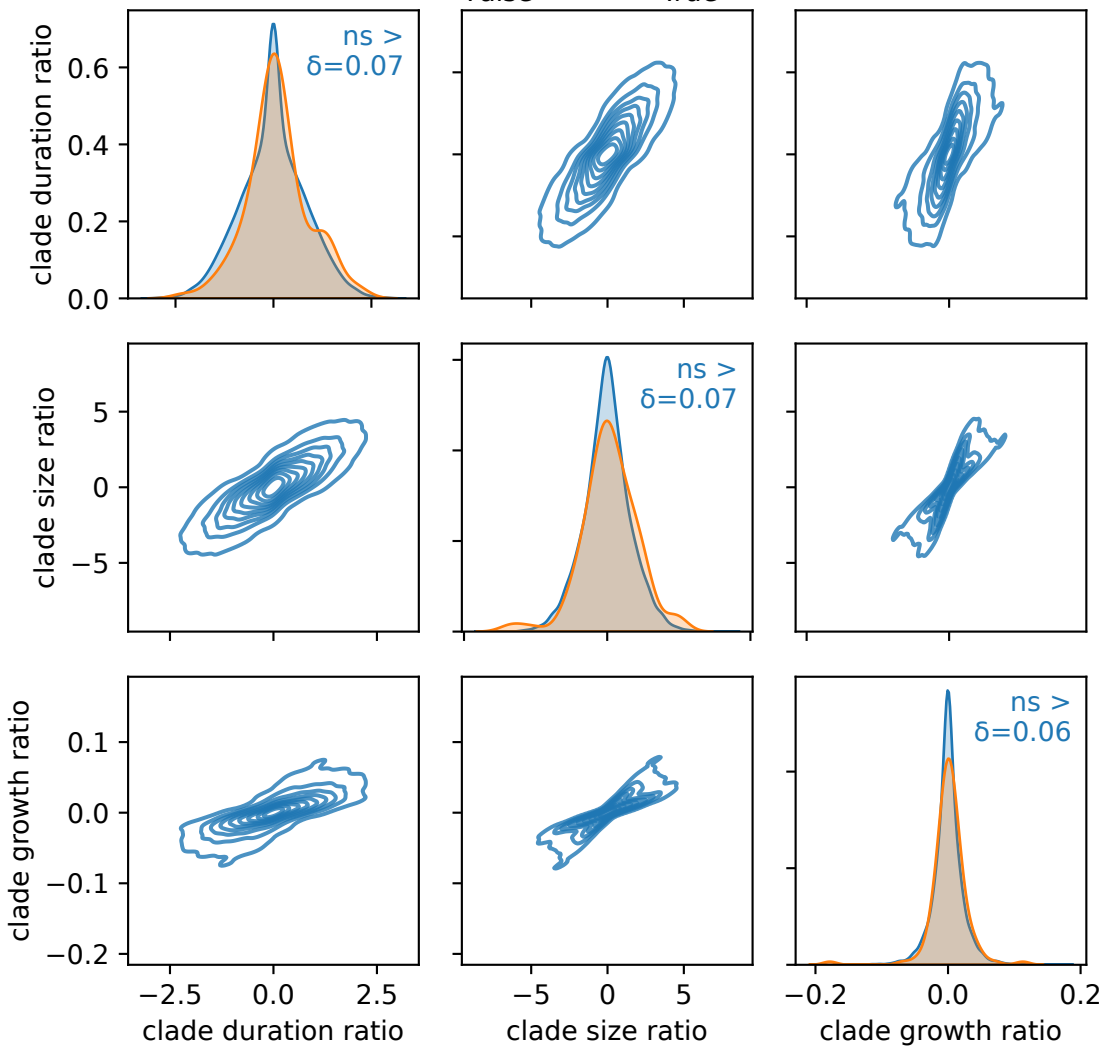 True
clade duration ratio
0.6
0.4
0.2
0.0
ns >
δ=0.07
clade size ratio
5
0
−5
ns >
δ=0.07
clade growth ratio
0.1
0.0
−0.1
−0.2
ns >
δ=0.06
−2.5
0.0
2.5
−5
0
5
−0.2
0.0
0.2
clade duration ratio
clade size ratio
clade growth ratio